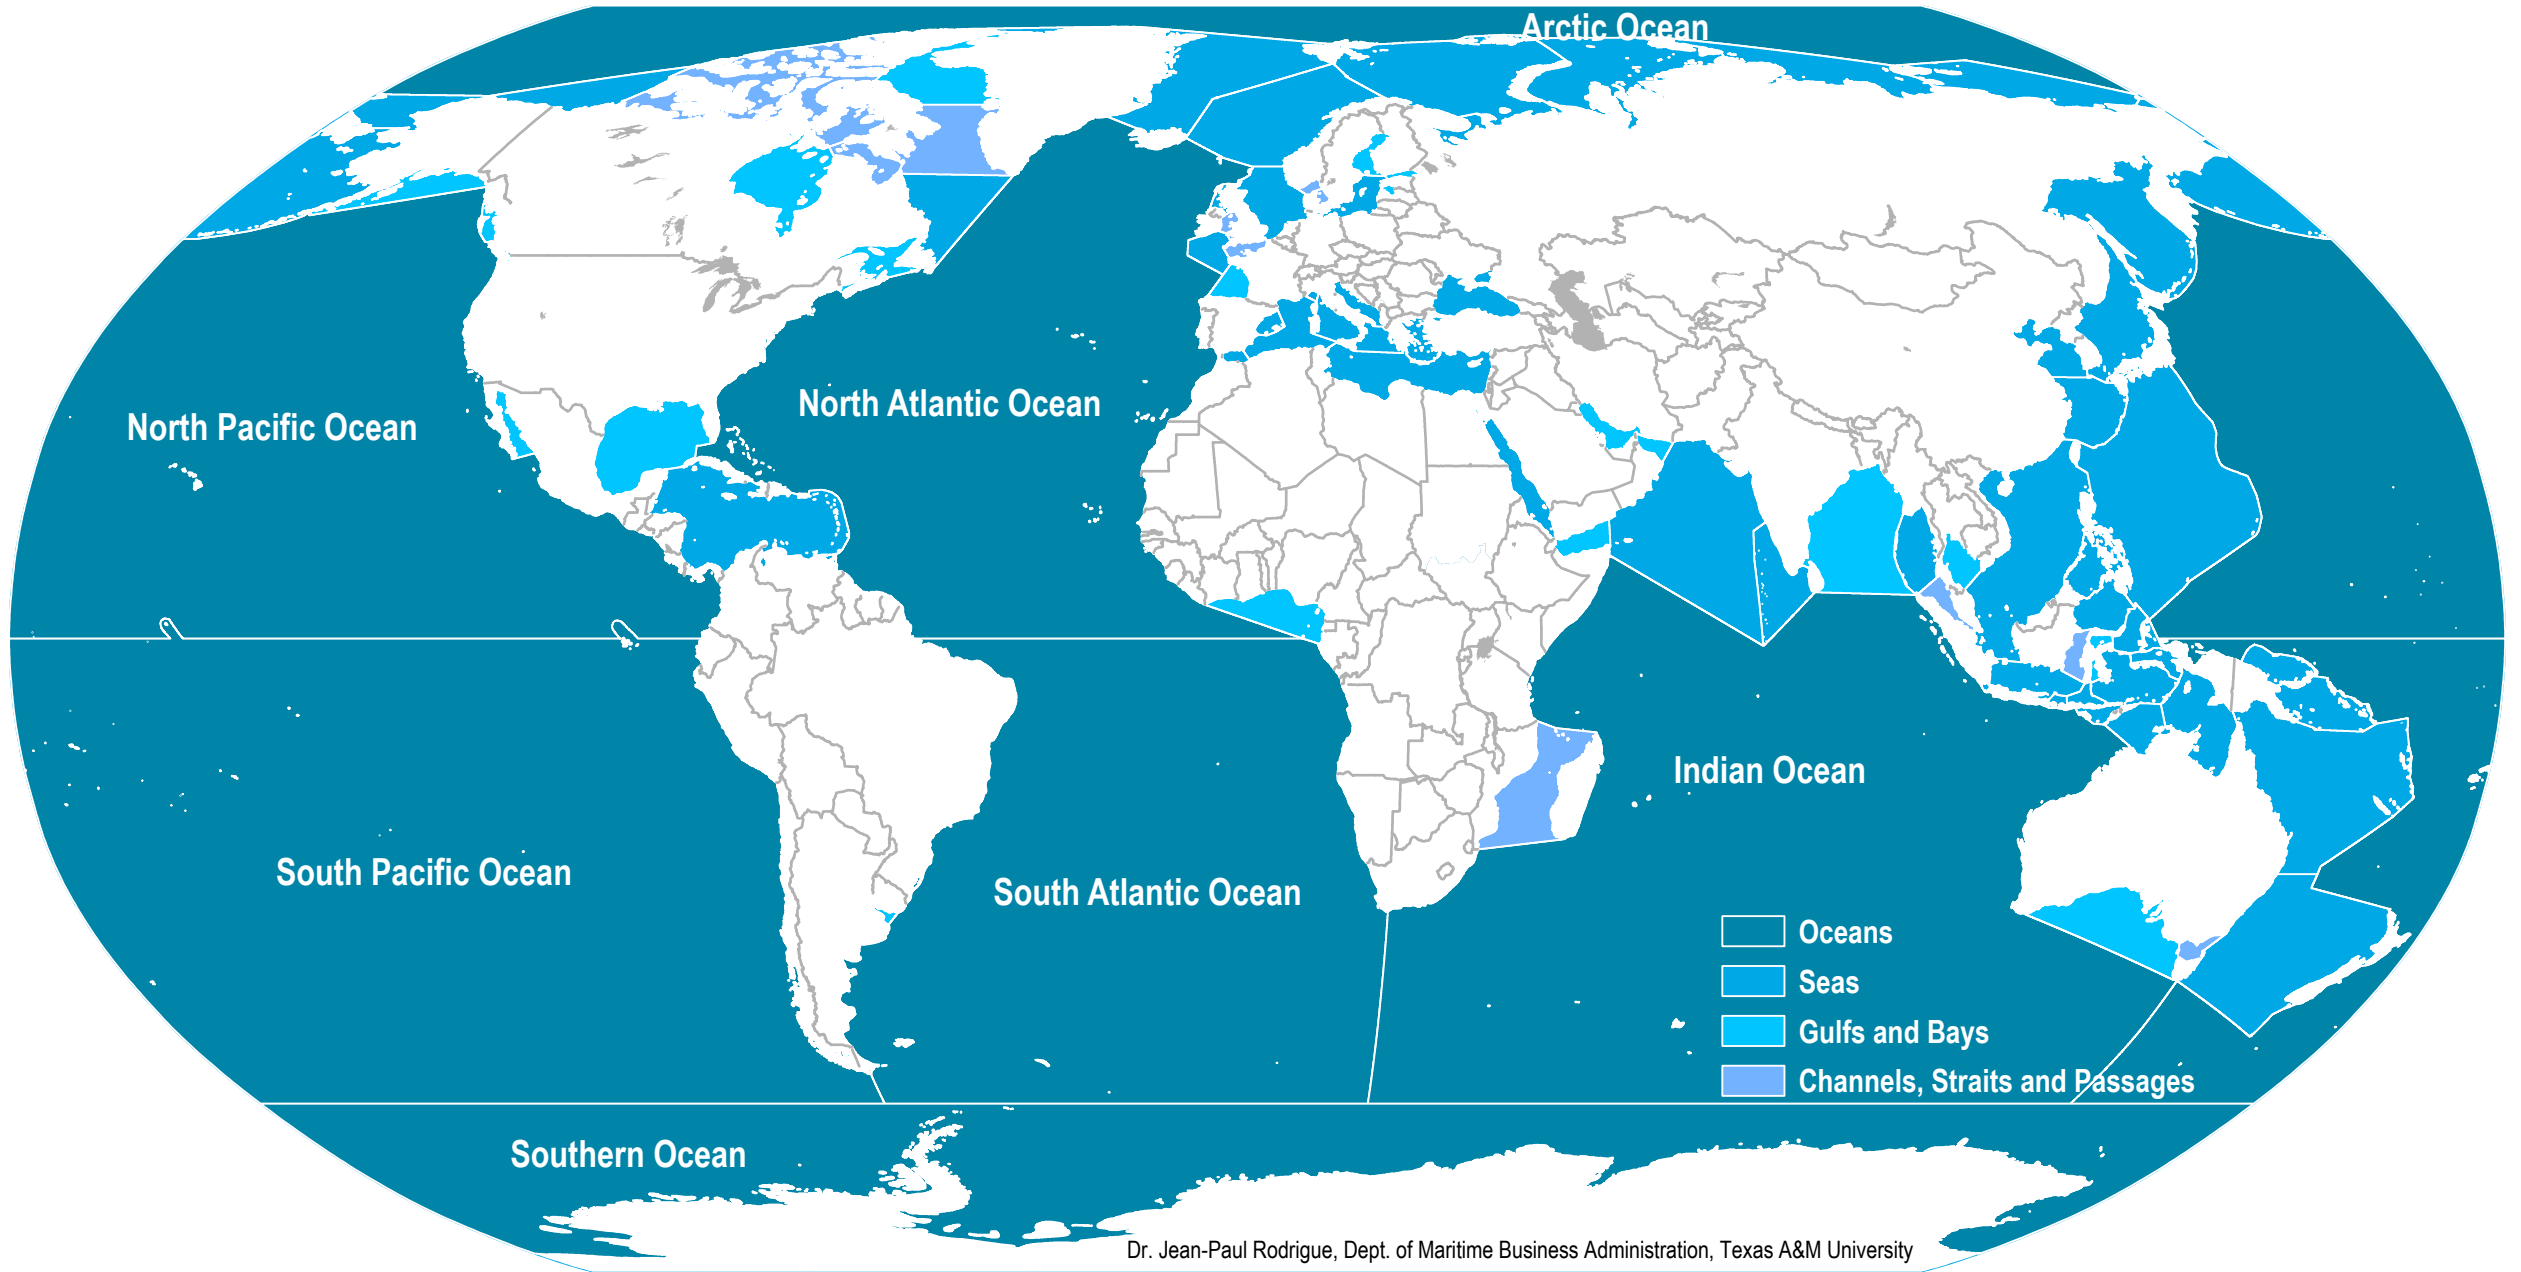 Arctic Ocean
North Atlantic Ocean
North Pacific Ocean
Indian Ocean
South Pacific Ocean
South Atlantic Ocean
Oceans
Seas
Gulfs and Bays
Channels, Straits and Passages
Southern Ocean
Dr. Jean-Paul Rodrigue, Dept. of Maritime Business Administration, Texas A&M University